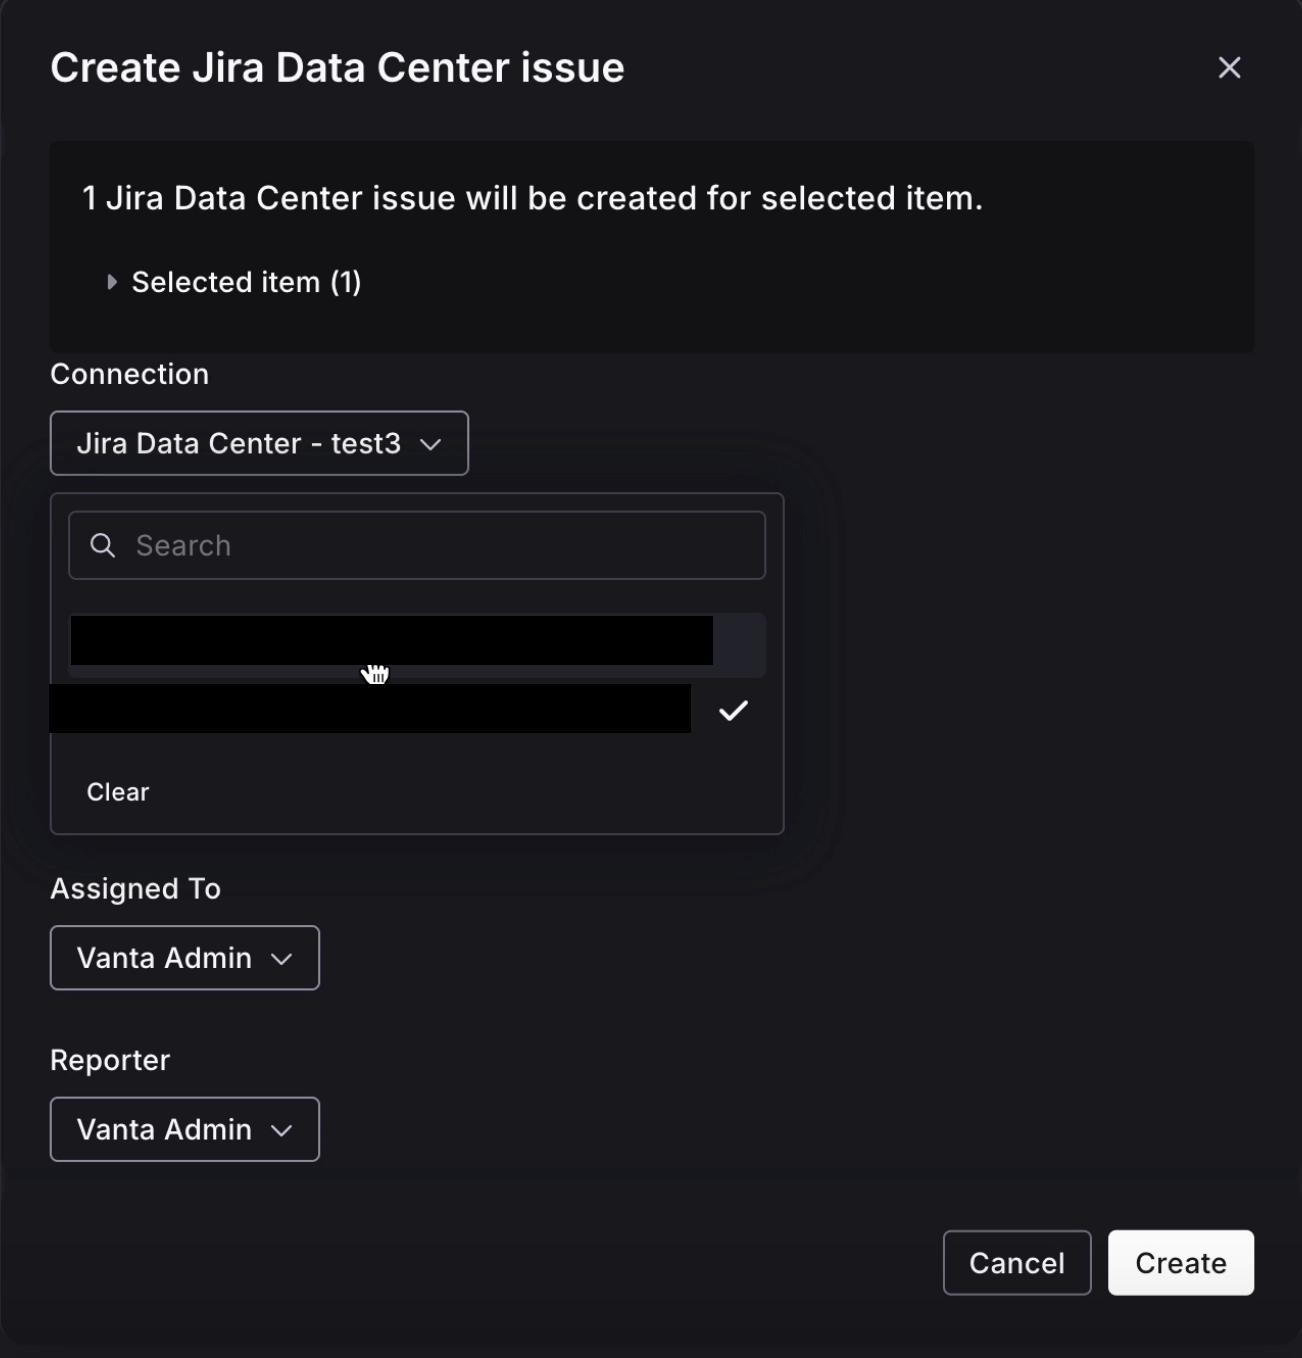 Create Jira Data Center issue
1 Jira Data Center issue will be created for selected item.
Selected item (1)
Connection
Jira Data Center - test3
Search
Clear
Assigned To
Vanta Admin
Reporter
Vanta Admin
Cancel
Create